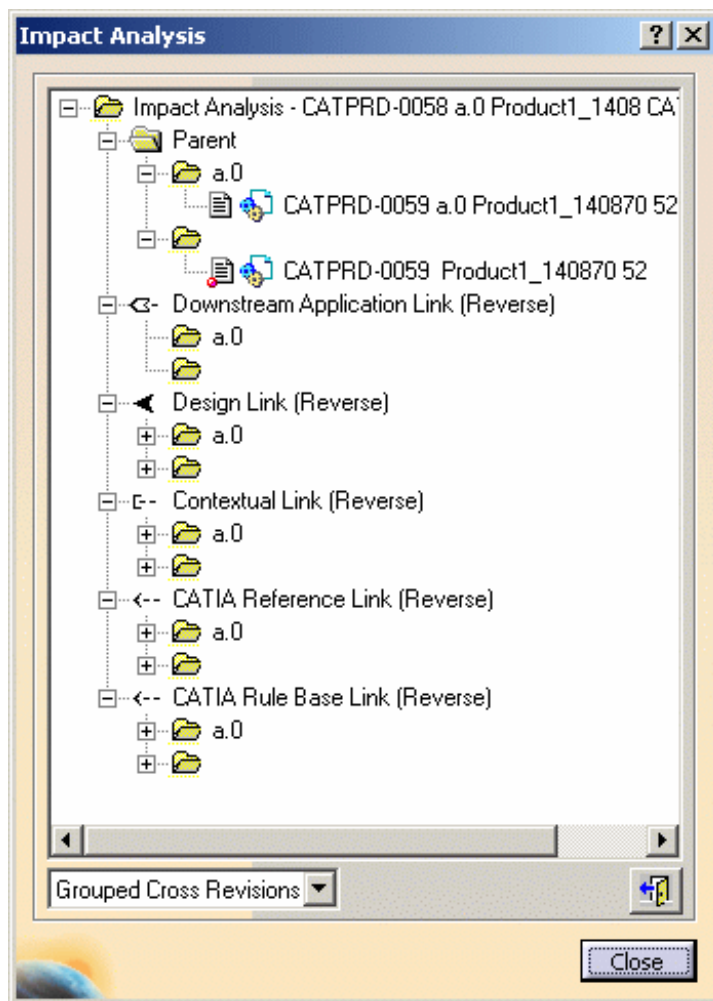 Impact Analysis
Impact Analysis - CATPRD-0058 a.0 Product1_1408 CA
Parent
a.0
CATPRD-0059 a.0 Product1_140870 52
CATPRD-0059 Product1_140870 52
Downstream Application Link (Reverse)
a.0
Design Link (Reverse)
a.0
Contextual Link (Reverse)
a.0
CATIA Reference Link (Reverse)
a.0
CATIA Rule Base Link (Reverse)
a.0
Grouped Cross Revisions
Close